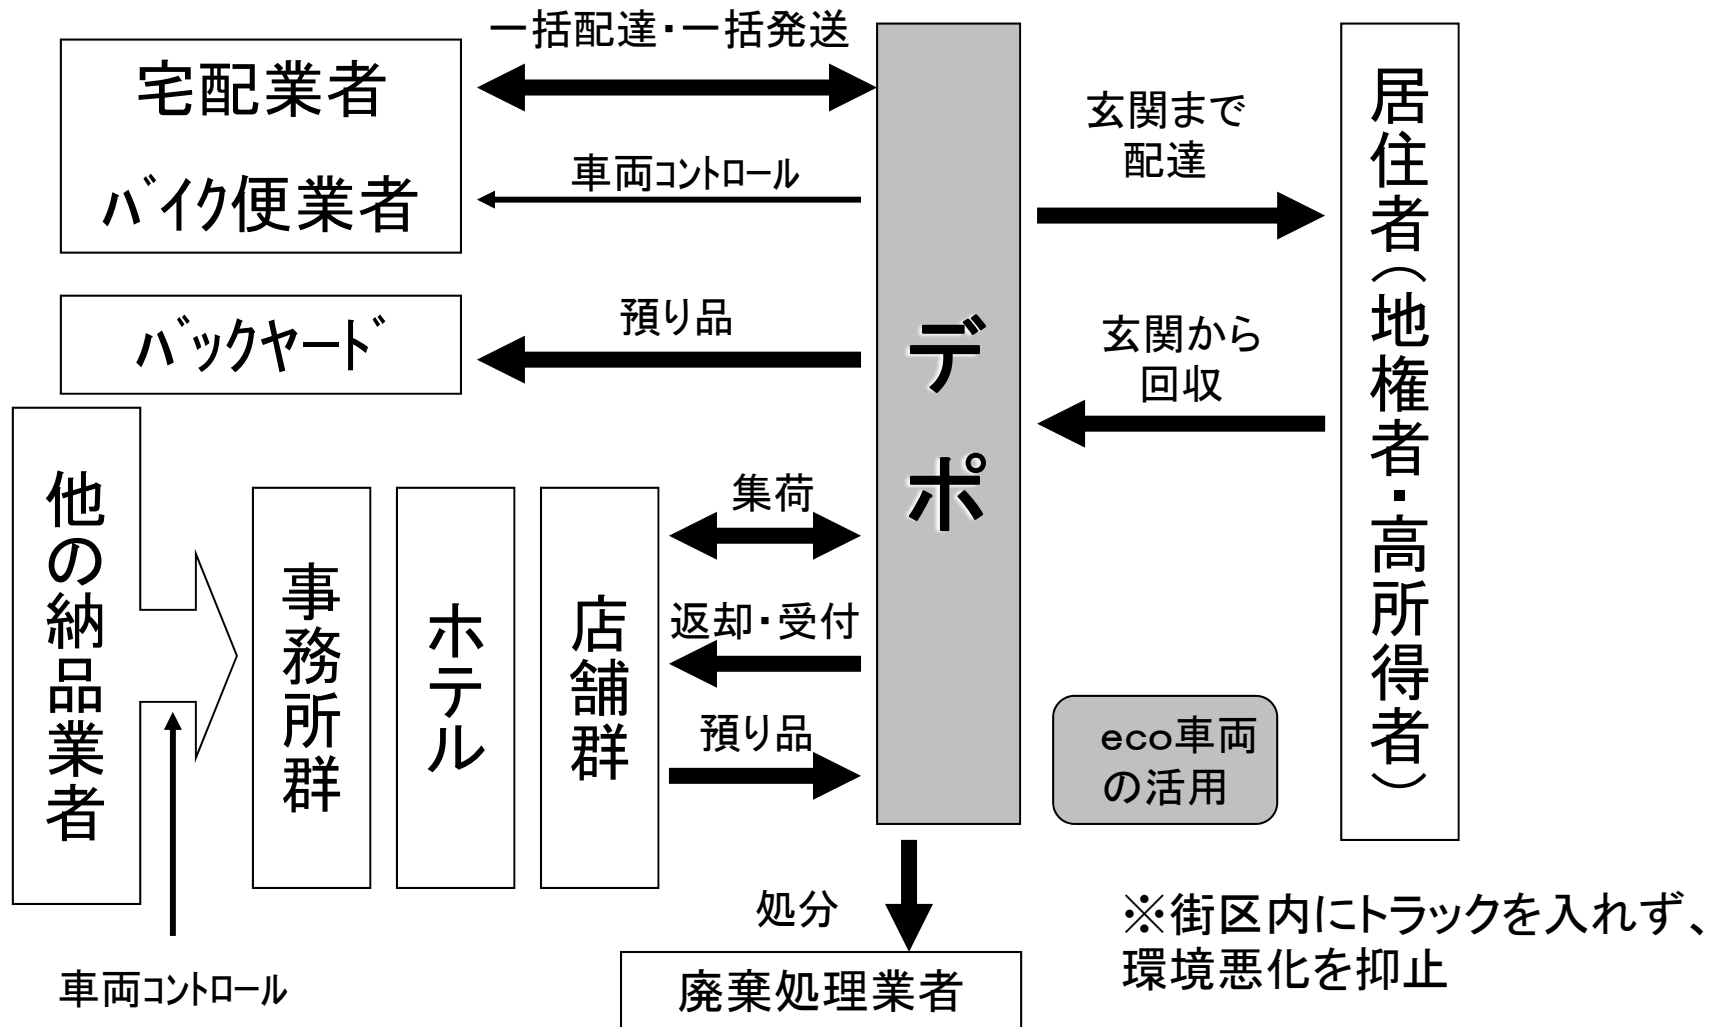 一括配達・一括発送
宅配業者
ﾊﾞｲｸ便業者
車両ｺﾝﾄﾛｰﾙ
玄関まで
配達
預り品
ﾊﾞｯｸﾔｰﾄﾞ
玄関から
回収
デポ
居住者（地権者・高所得者）
他の納品業者
事務所群
ホテル
店舗群
集荷
返却・受付
預り品
eco車両
の活用
処分
廃棄処理業者
車両ｺﾝﾄﾛｰﾙ
※街区内にﾄﾗｯｸを入れず、
環境悪化を抑止